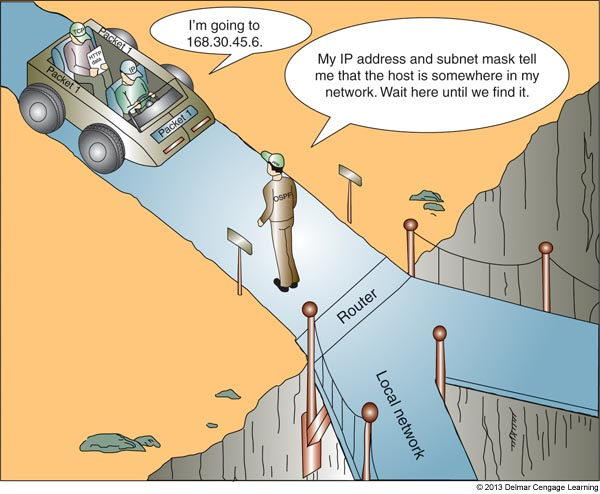 I'm going to
168.30.45.6.
My IP address and subnet mask tell
me that the host is somewhere in my
network. Wait here until we find it.
TCP
Packet 1
HTTP
data
IP
Packet 1
Packet 1
OSPF
Router
Local network
© 2013 Delmar Cengage Learning